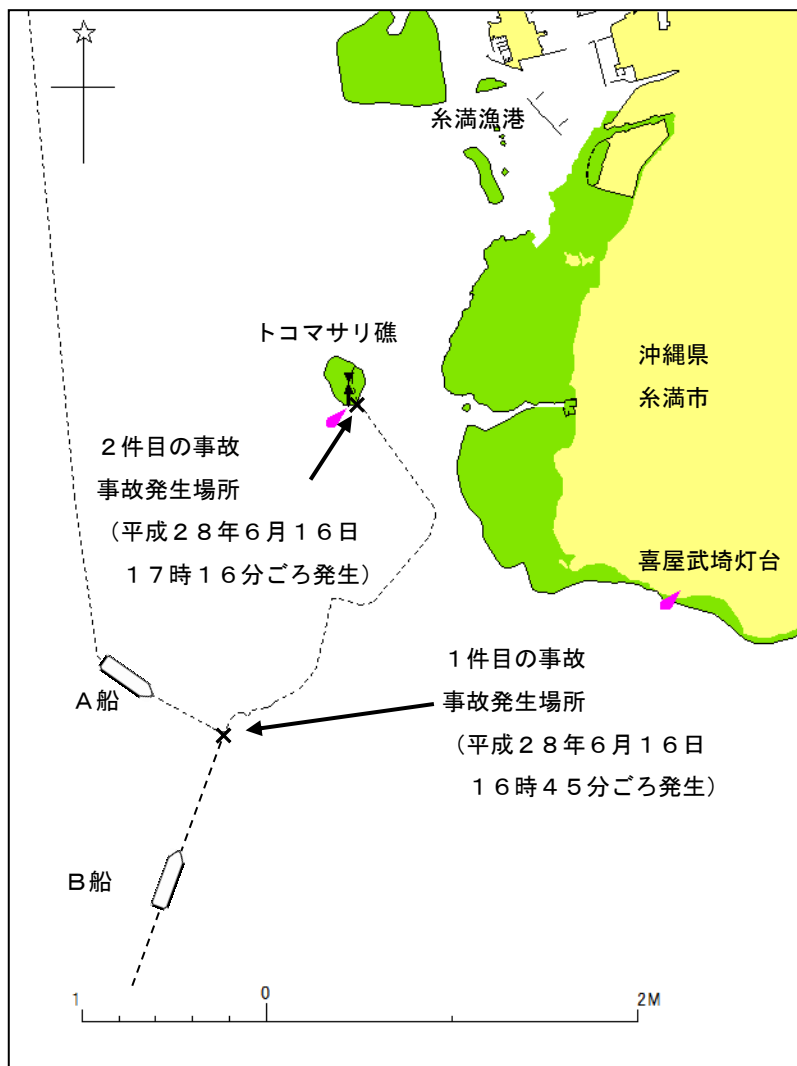 糸満漁港
トコマサリ礁
沖縄県
糸満市
2件目の事故
事故発生場所
(平成28年6月16日
17時16分ごろ発生)
喜屋武埼灯台
1件目の事故
事故発生場所
(平成28年6月16日
16時45分ごろ発生)
A船
B船
1 0 2M